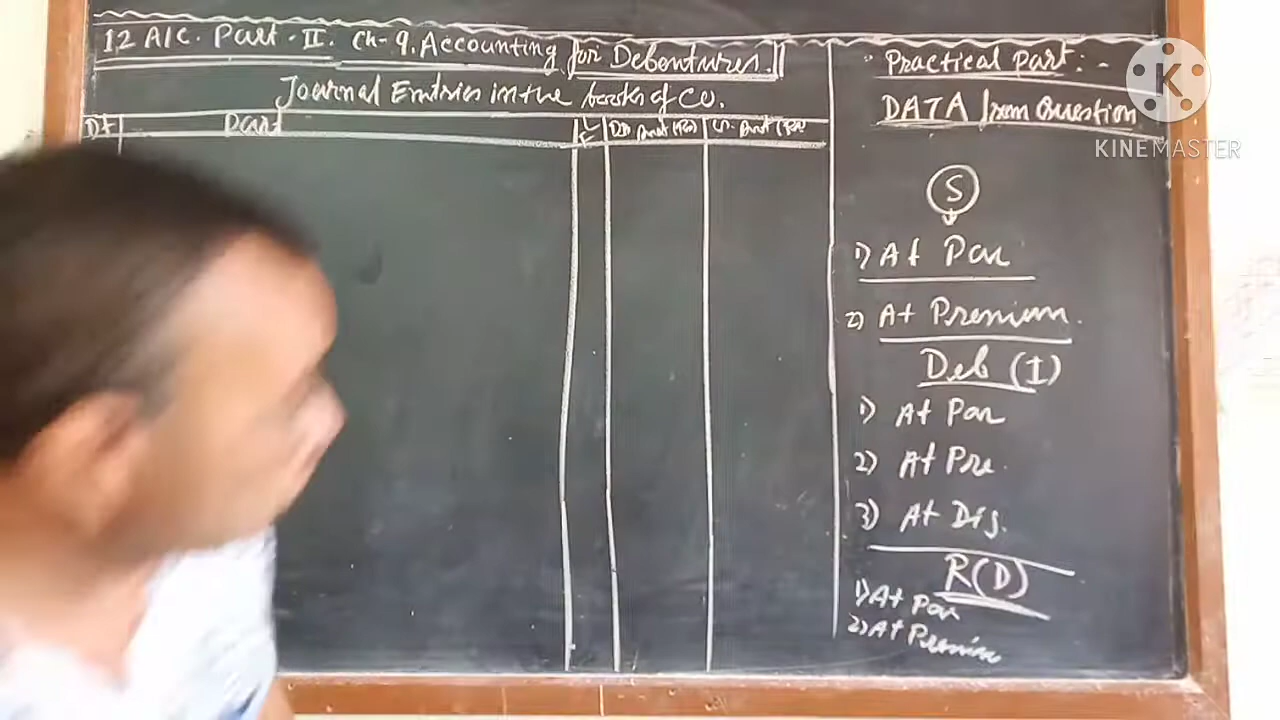 12 A/C. Part - II. Ch-9. Accounting for Debentures.
Journal Entries in the books of CO.
Dt Part L F Dr. Amt (Rs) Cr. Amt (Rs)
Practical Part :-
DATA from Question
S
1) At Par
2) At Premium.
Deb (I)
1) At Par
2) At Pre.
3) At Dis.
R(D)
1) At Par
2) At Premium
K
KINEMASTER